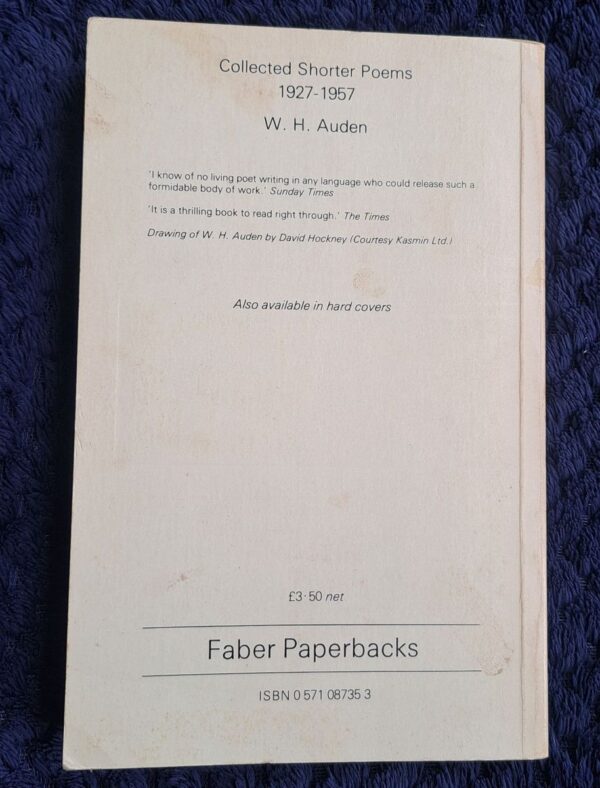 Collected Shorter Poems
1927-1957
W. H. Auden
'I know of no living poet writing in any language who could release such a
formidable body of work.' Sunday Times
'It is a thrilling book to read right through.' The Times
Drawing of W. H. Auden by David Hockney (Courtesy Kasmin Ltd.)
Also available in hard covers
£3·50 net
Faber Paperbacks
ISBN 0 571 08735 3